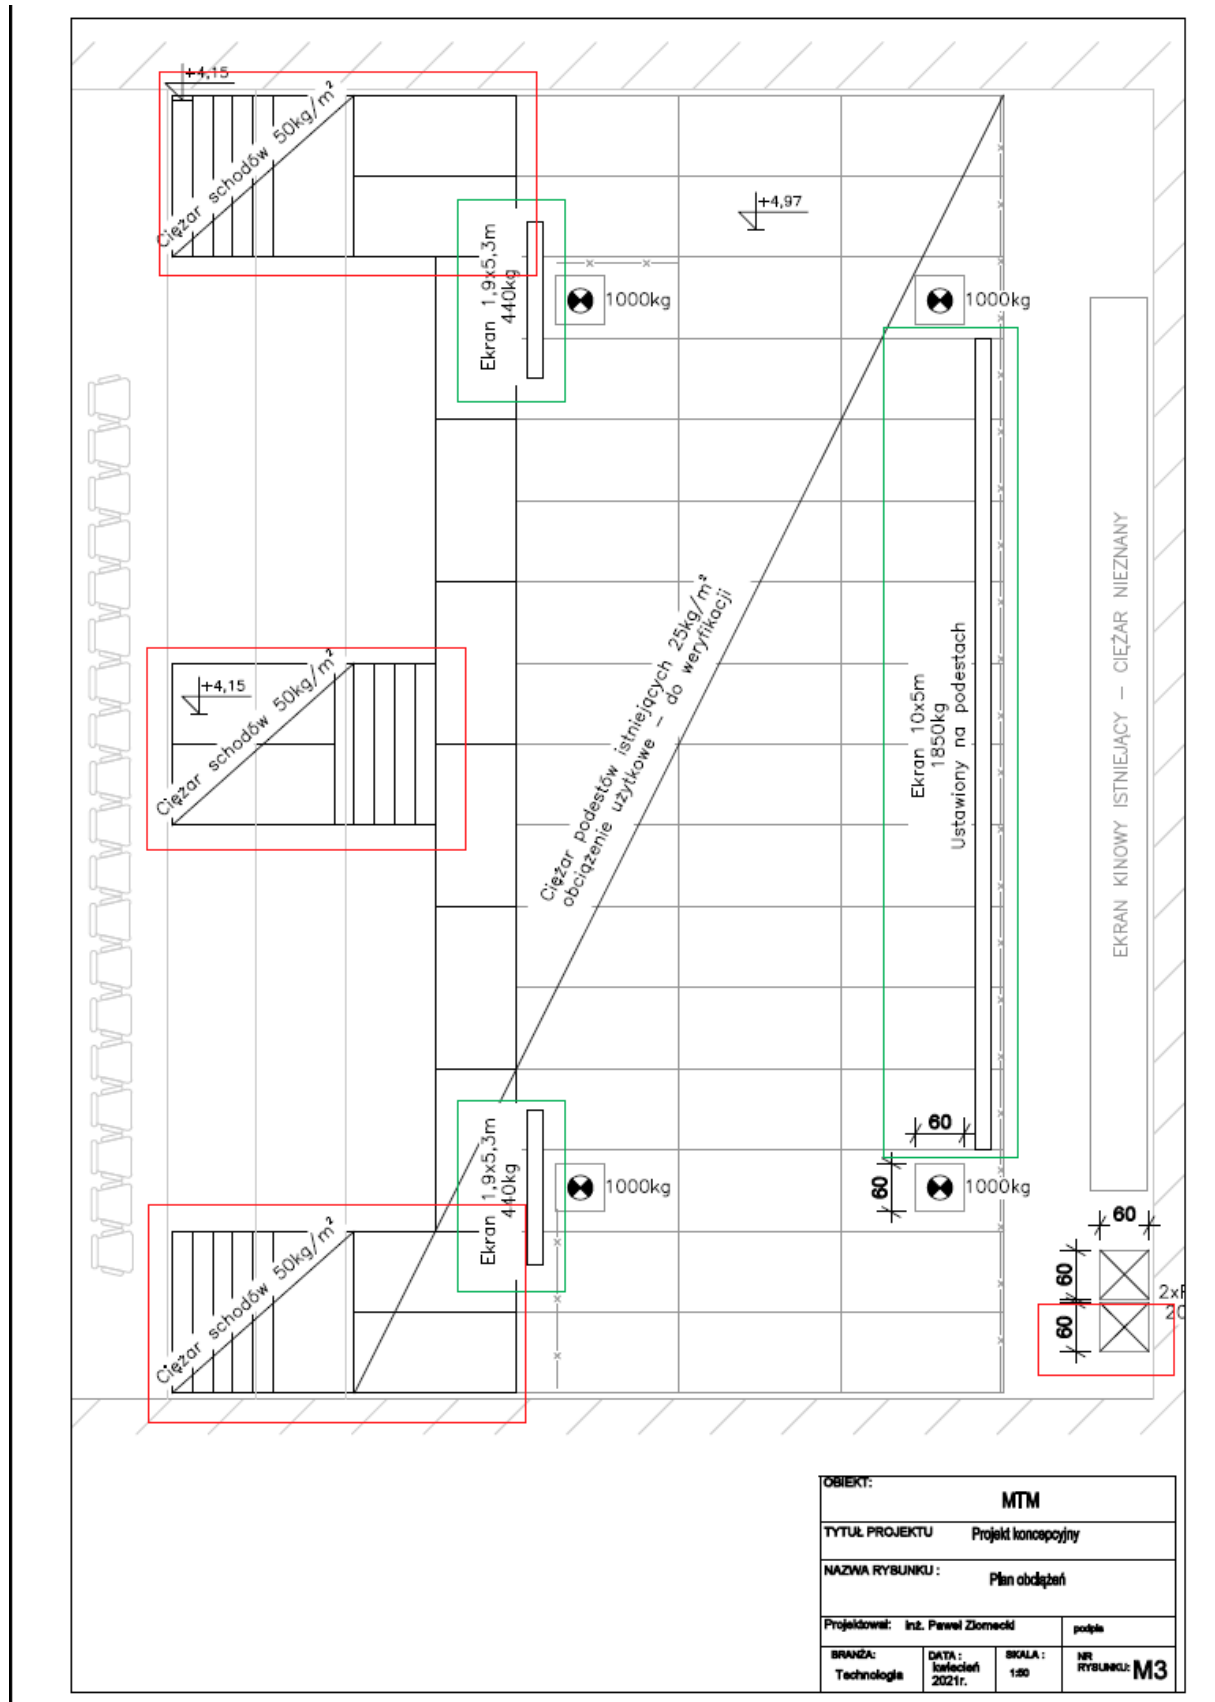 +4,15
Ciężar schodów 50kg/m²
+4,97
Ekran 1,9x5,3m
440kg
1000kg
1000kg
Ciężar podestów istniejących 25kg/m²
obciążenie użytkowe – do weryfikacji
Ekran 10x5m
1850kg
Ustawiony na podestach
EKRAN KINOWY ISTNIEJĄCY – CIĘŻAR NIEZNANY
+4,15
Ciężar schodów 50kg/m²
Ekran 1,9x5,3m
440kg
1000kg
60
60
1000kg
Ciężar schodów 50kg/m²
60
60
60
OBIEKT:
MTM
TYTUŁ PROJEKTU Projekt koncepcyjny
NAZWA RYSUNKU :
Plan obciążeń
Projektował: inż. Paweł Ziornecki
podpis
BRANŻA:
Technologia
DATA :
kwiecień
2021r.
SKALA :
1:50
NR
RYSUNKU: M3